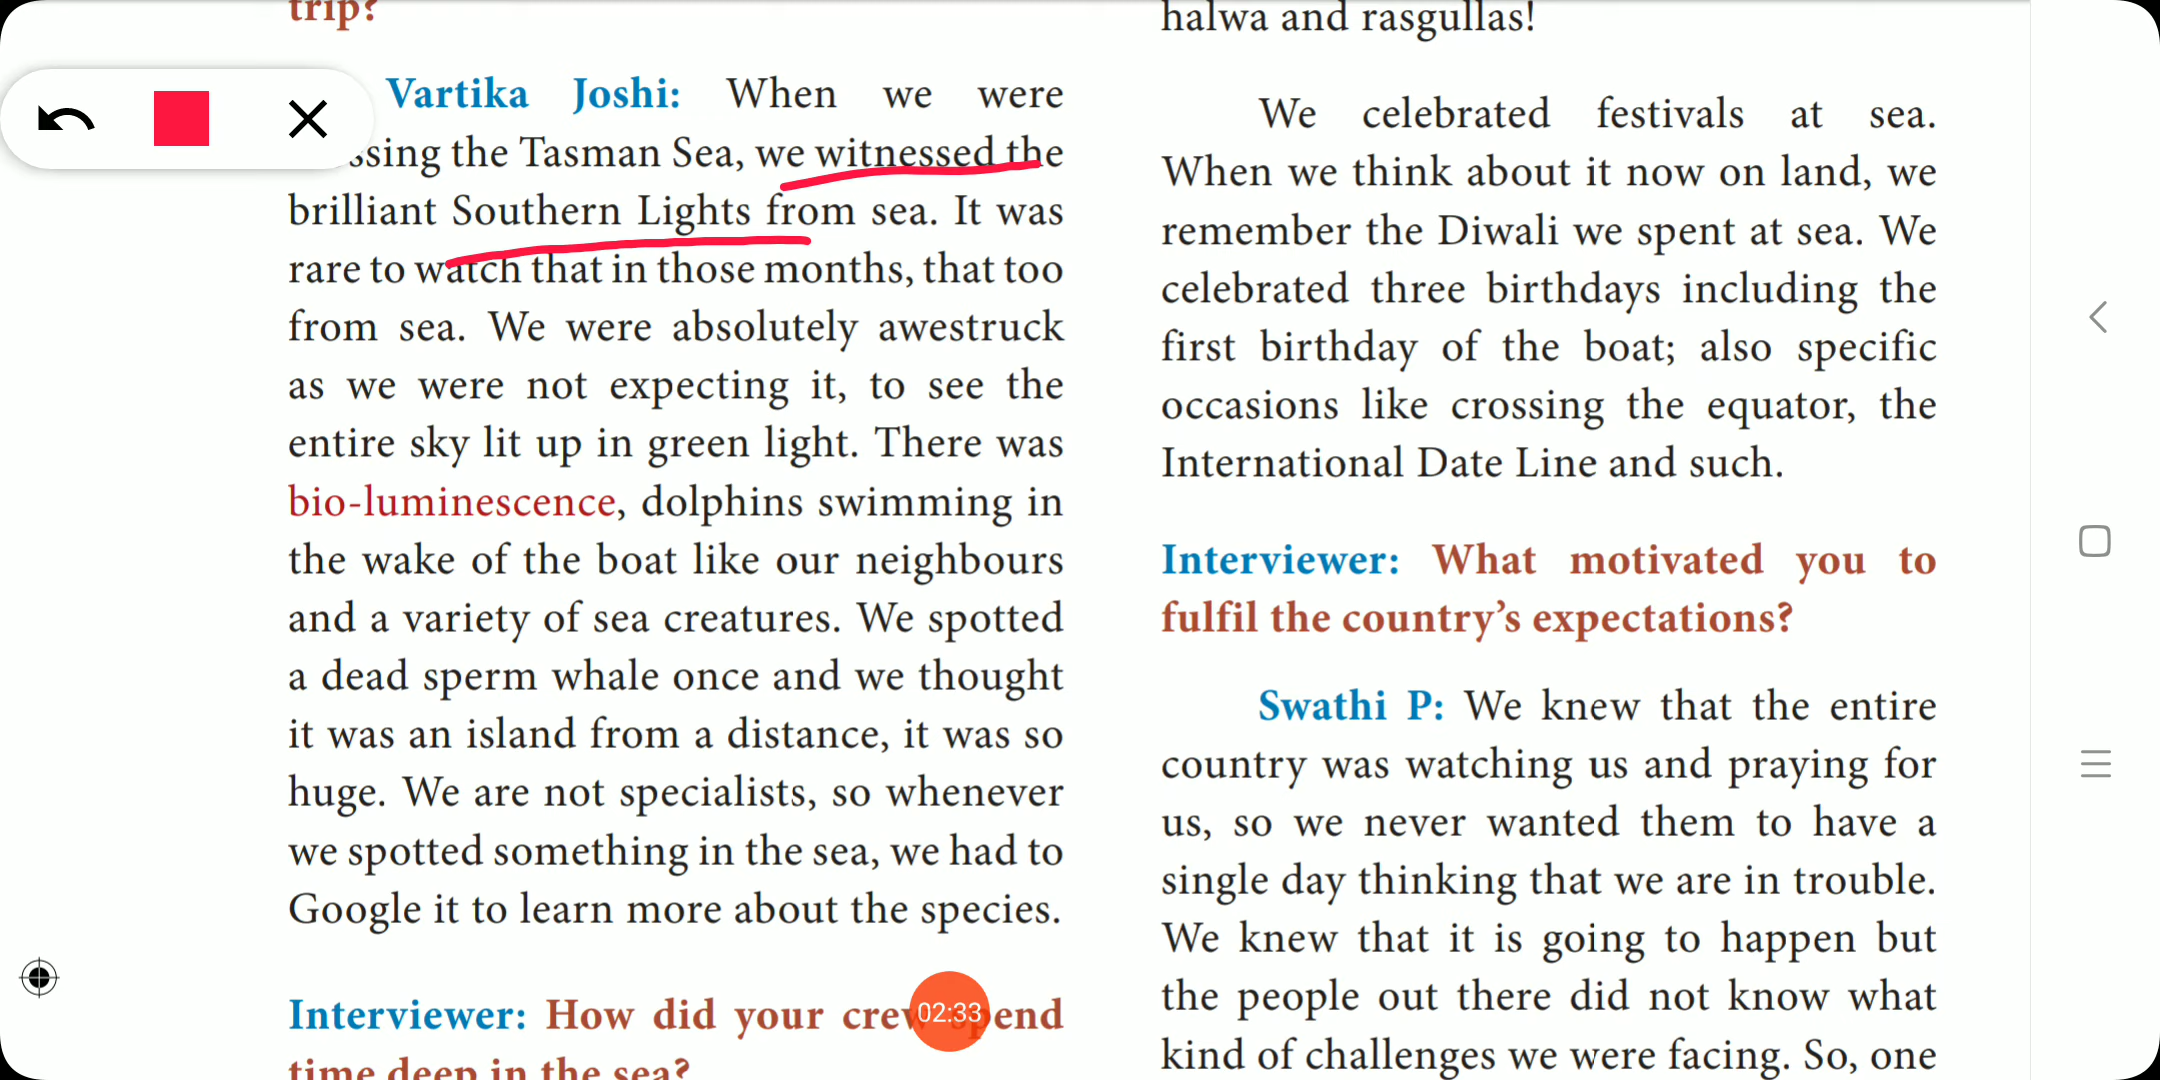 trip?
Vartika Joshi: When we were
ssing the Tasman Sea, we witnessed the
brilliant Southern Lights from sea. It was
rare to watch that in those months, that too
from sea. We were absolutely awestruck
as we were not expecting it, to see the
entire sky lit up in green light. There was
bio-luminescence, dolphins swimming in
the wake of the boat like our neighbours
and a variety of sea creatures. We spotted
a dead sperm whale once and we thought
it was an island from a distance, it was so
huge. We are not specialists, so whenever
we spotted something in the sea, we had to
Google it to learn more about the species.
Interviewer: How did your crew spend
time deep in the sea?
02:33
halwa and rasgullas!
We celebrated festivals at sea.
When we think about it now on land, we
remember the Diwali we spent at sea. We
celebrated three birthdays including the
first birthday of the boat; also specific
occasions like crossing the equator, the
International Date Line and such.
Interviewer: What motivated you to
fulfil the country's expectations?
Swathi P: We knew that the entire
country was watching us and praying for
us, so we never wanted them to have a
single day thinking that we are in trouble.
We knew that it is going to happen but
the people out there did not know what
kind of challenges we were facing. So, one